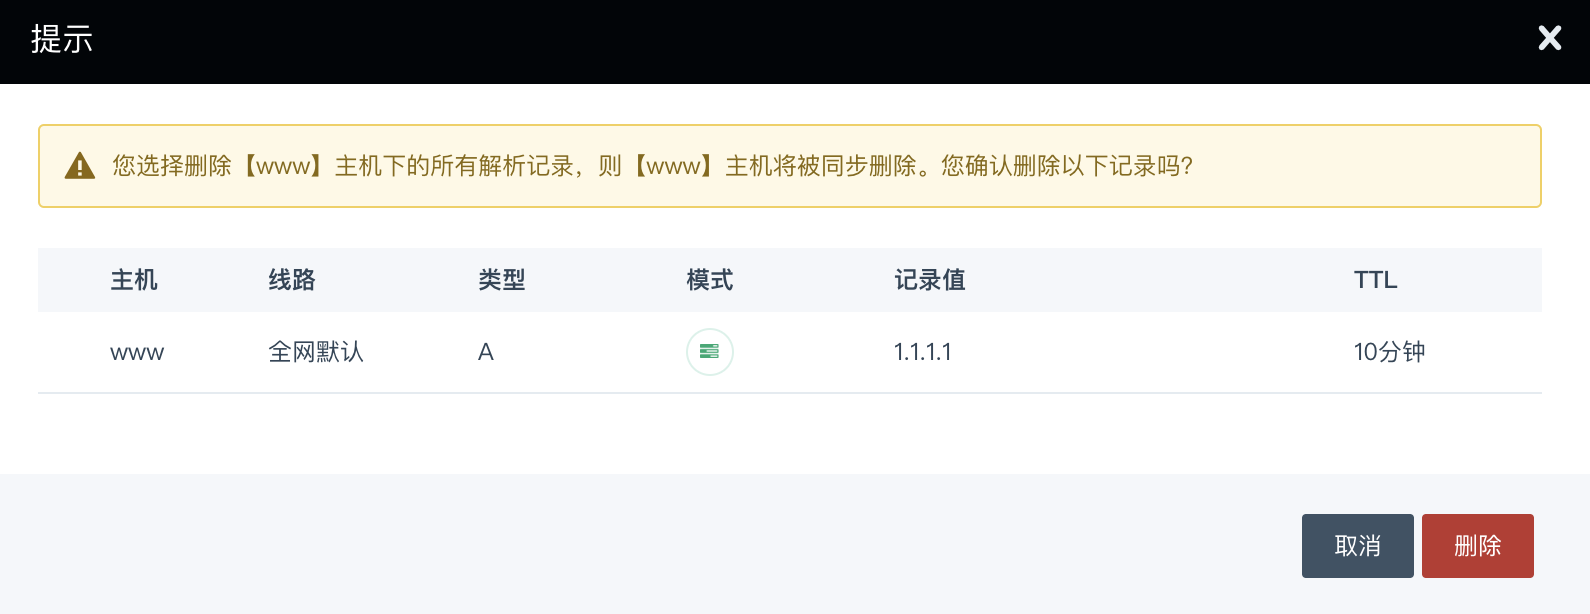 提示
您选择删除【www】主机下的所有解析记录，则【www】主机将被同步删除。您确认删除以下记录吗？
主机 线路 类型 模式 记录值 TTL
www 全网默认 A 1.1.1.1 10分钟
取消 删除